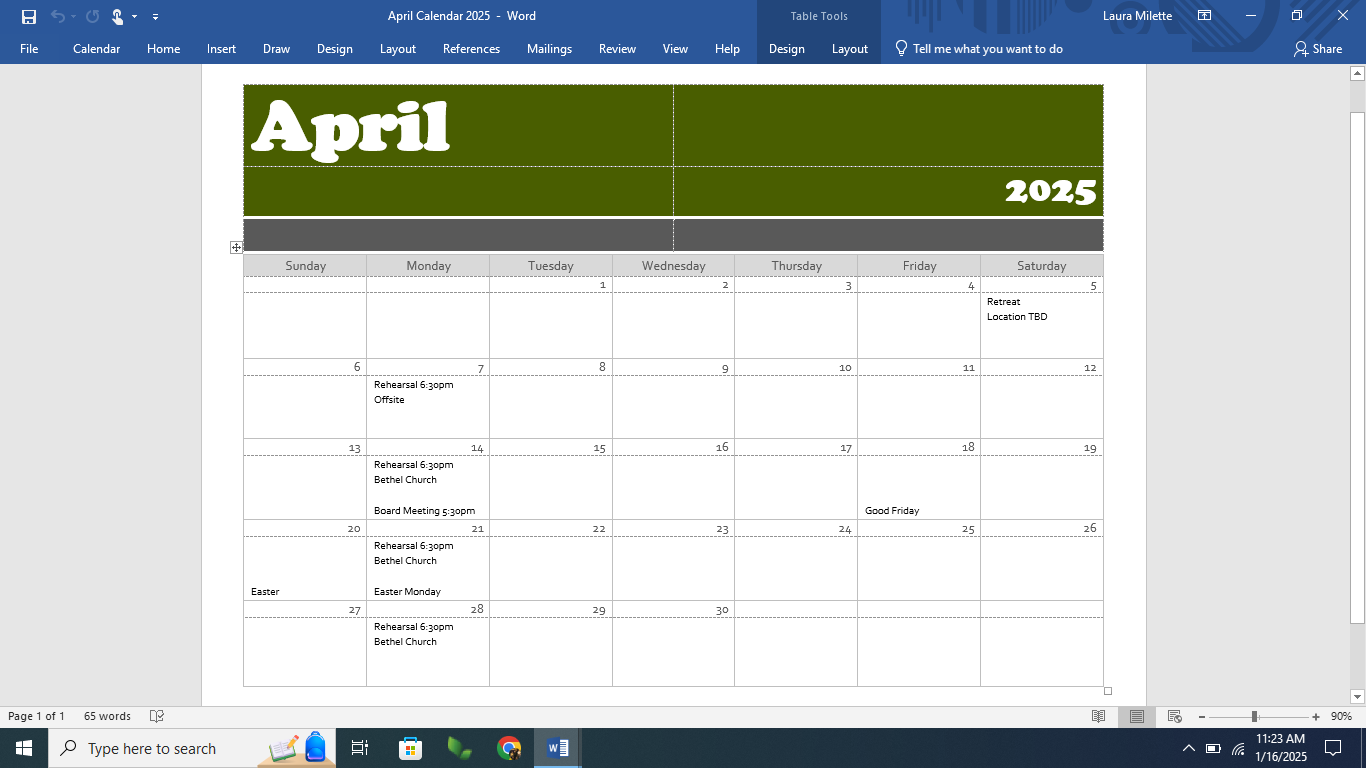 April Calendar 2025 - Word
Table Tools
Laura Milette
File Calendar Home Insert Draw Design Layout References Mailings Review View Help Design Layout Tell me what you want to do Share
April
2025
Sunday Monday Tuesday Wednesday Thursday Friday Saturday
1 2 3 4 5
Retreat
Location TBD
6 7 8 9 10 11 12
Rehearsal 6:30pm
Offsite
13 14 15 16 17 18 19
Rehearsal 6:30pm
Bethel Church
Board Meeting 5:30pm Good Friday
20 21 22 23 24 25 26
Rehearsal 6:30pm
Bethel Church
Easter Easter Monday
27 28 29 30
Rehearsal 6:30pm
Bethel Church
Page 1 of 1 65 words 90%
Type here to search
11:23 AM
1/16/2025